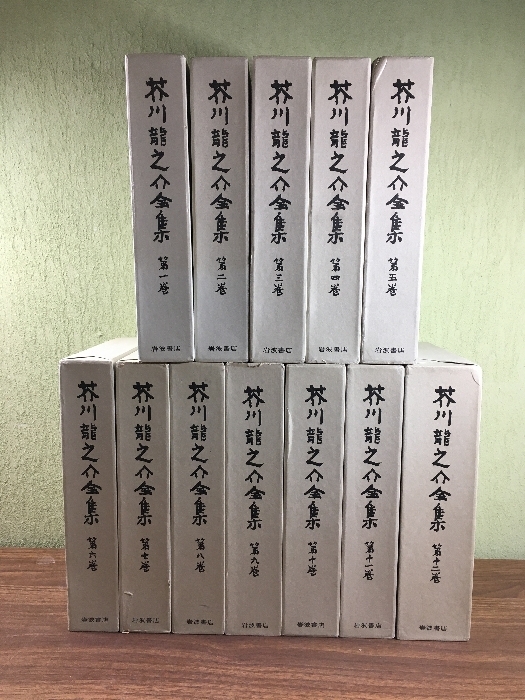 芥川龍之介全集 第一巻 岩波書店
芥川龍之介全集 第二巻 岩波書店
芥川龍之介全集 第三巻 岩波書店
芥川龍之介全集 第四巻 岩波書店
芥川龍之介全集 第五巻 岩波書店
芥川龍之介全集 第六巻 岩波書店
芥川龍之介全集 第七巻 岩波書店
芥川龍之介全集 第八巻 岩波書店
芥川龍之介全集 第九巻 岩波書店
芥川龍之介全集 第十巻 岩波書店
芥川龍之介全集 第十一巻 岩波書店
芥川龍之介全集 第十二巻 岩波書店